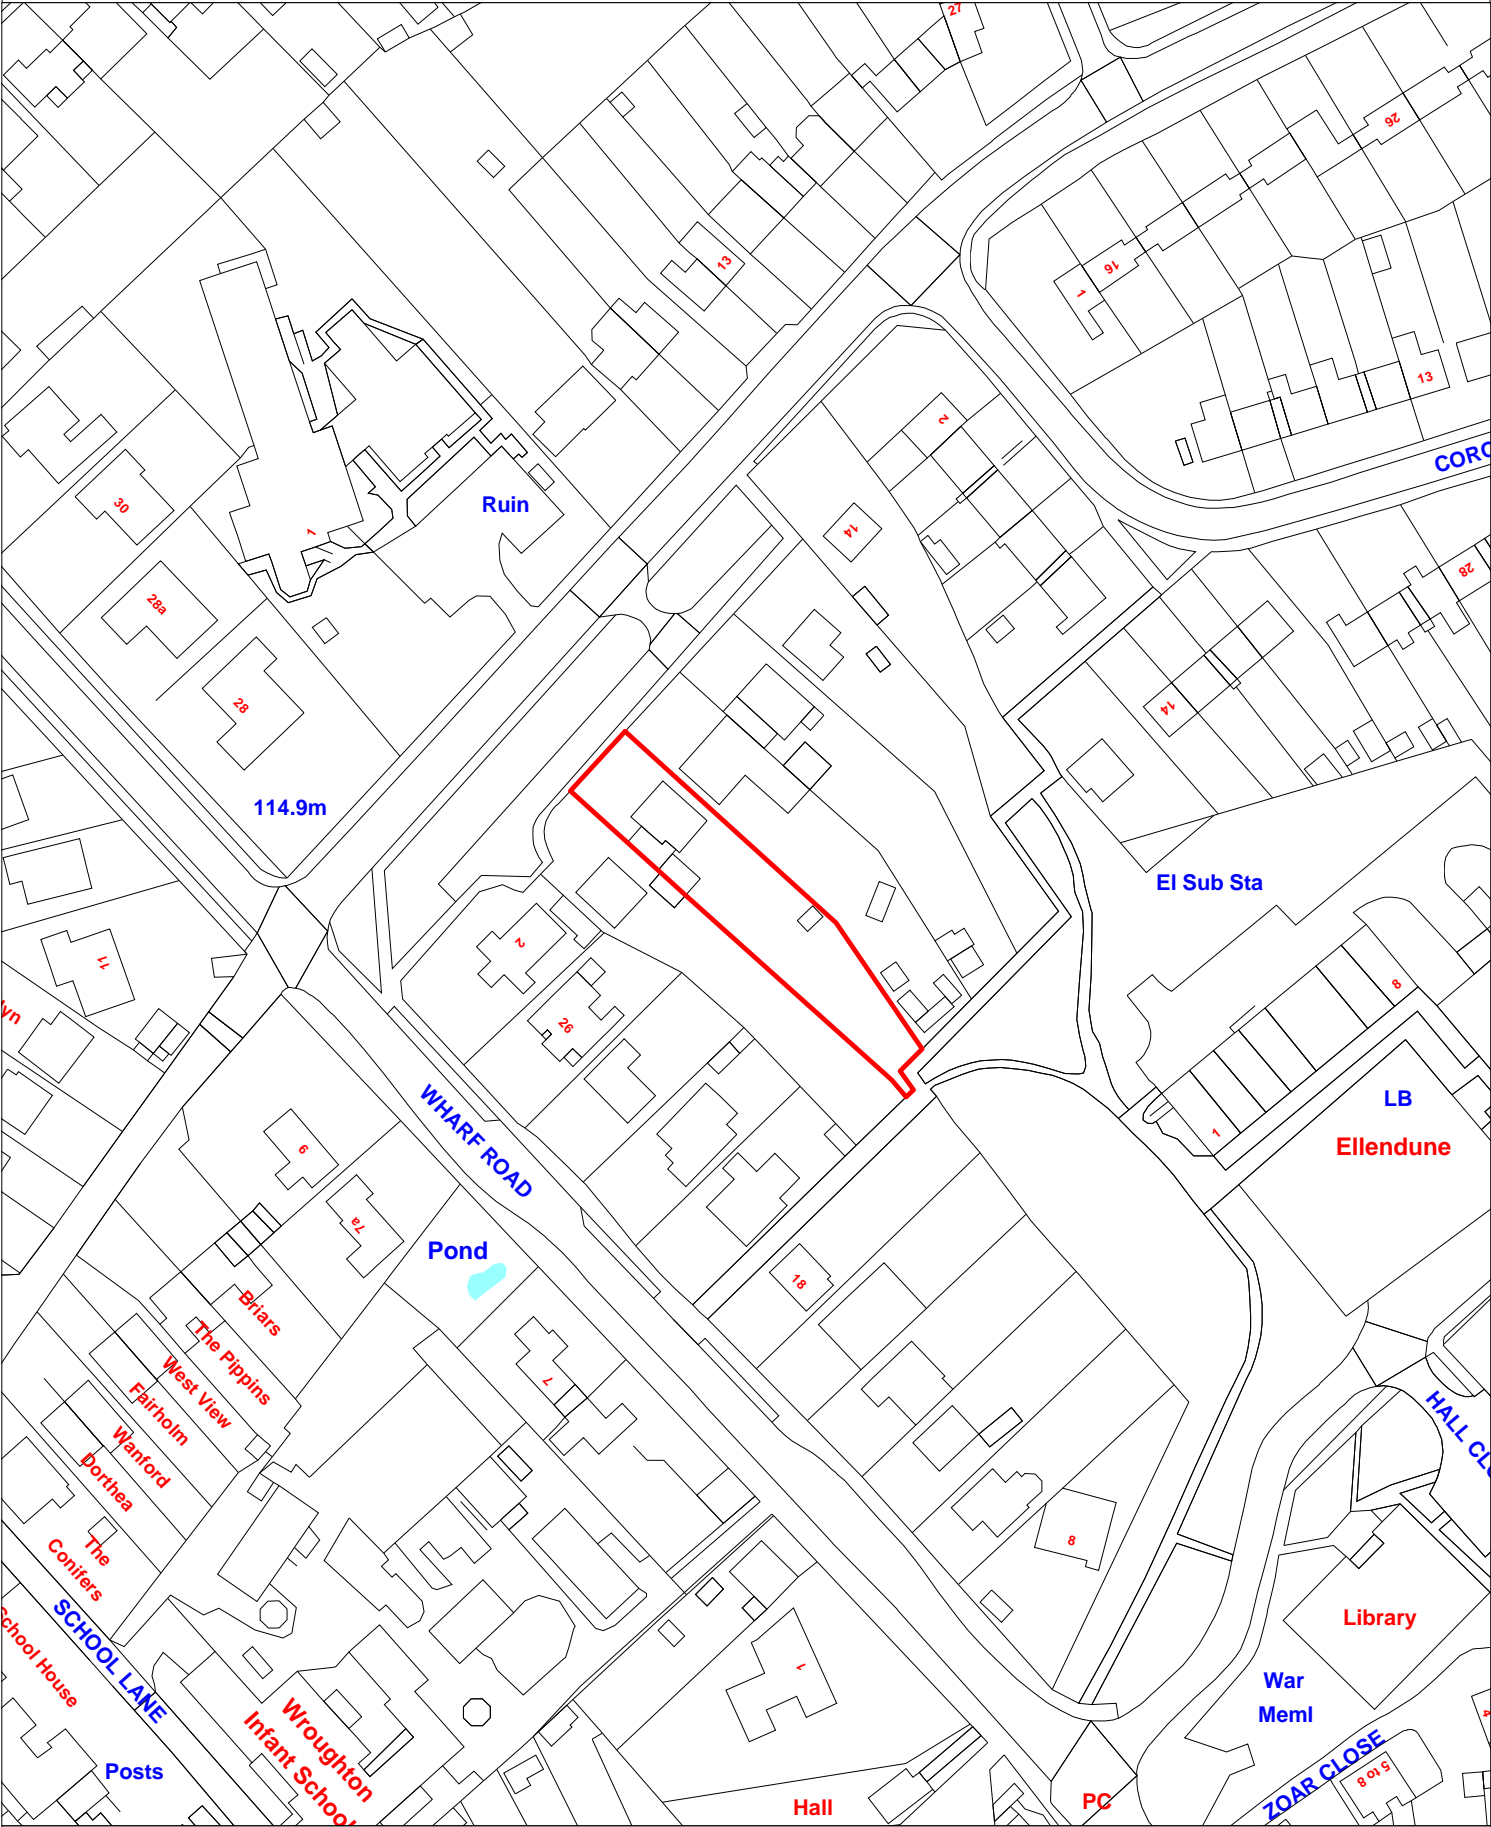 27
26
13
16
1
2
13
CORO
30
Ruin
1
14
28
28a
28
14
114.9m
El Sub Sta
2
11
8
lyn
26
WHARF ROAD
LB
1
Ellendune
6
7a
Pond
18
Briars
The Pippins
West View
Fairholm
Wanford
Dorthea
7
HALL CLO
The
Conifers
8
School House
SCHOOL LANE
Library
1
War
Meml
Wroughton
Infant School
4
Posts
ZOAR CLOSE
5 to 8
Hall
PC